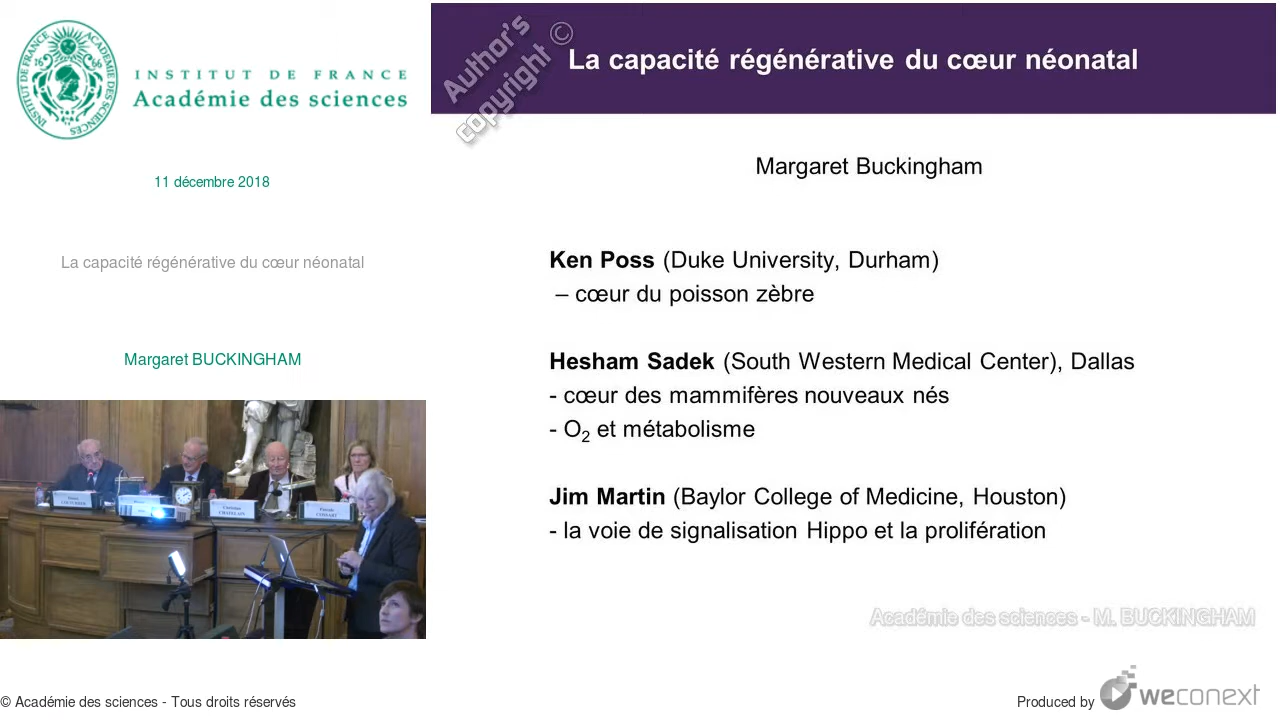 INSTITUT DE FRANCE
Académie des sciences
11 décembre 2018
La capacité régénérative du cœur néonatal
Margaret BUCKINGHAM
Author's ©
copyright
La capacité régénérative du cœur néonatal
Margaret Buckingham
Ken Poss (Duke University, Durham)
– cœur du poisson zèbre
Hesham Sadek (South Western Medical Center), Dallas
- cœur des mammifères nouveaux nés
- O2 et métabolisme
Jim Martin (Baylor College of Medicine, Houston)
- la voie de signalisation Hippo et la prolifération
Académie des sciences - M. BUCKINGHAM
© Académie des sciences - Tous droits réservés
Produced by weconext